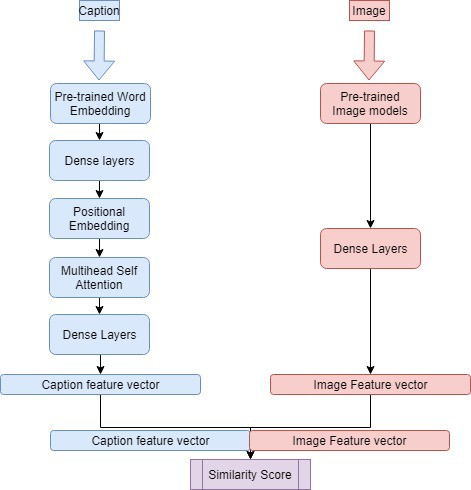 Caption
Image
Pre-trained Word
Embedding
Pre-trained
Image models
Dense layers
Positional
Embedding
Dense Layers
Multihead Self
Attention
Dense Layers
Caption feature vector
Image Feature vector
Caption feature vector
Image Feature vector
Similarity Score